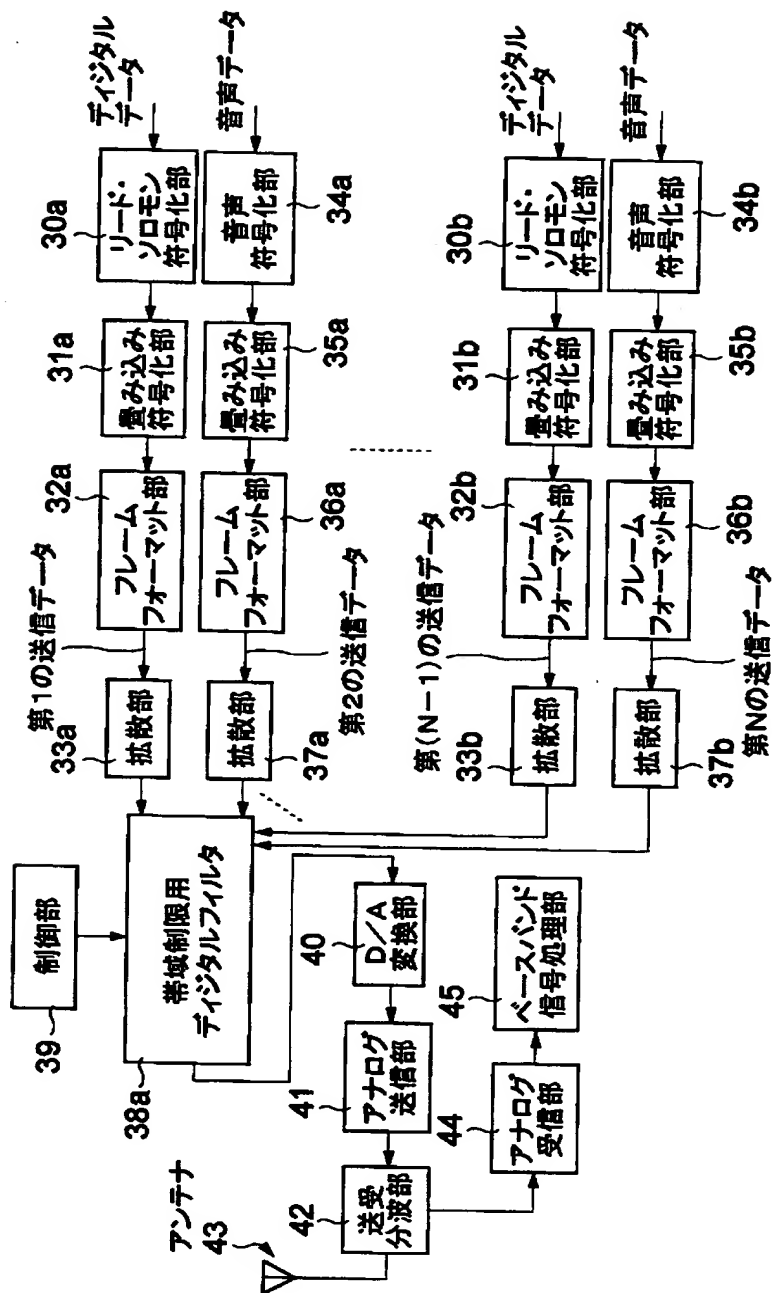 ディジタル
データ
30a
リード・
ソロモン
符号化部
31a
畳み込み
符号化部
32a
フレーム
フォーマット部
第1の送信データ
33a
拡散部
音声データ
34a
音声
符号化部
35a
畳み込み
符号化部
36a
フレーム
フォーマット部
第2の送信データ
37a
拡散部
ディジタル
データ
30b
リード・
ソロモン
符号化部
31b
畳み込み
符号化部
32b
フレーム
フォーマット部
第(N−1)の送信データ
33b
拡散部
音声データ
34b
音声
符号化部
35b
畳み込み
符号化部
36b
フレーム
フォーマット部
第Nの送信データ
37b
拡散部
制御部
39
帯域制限用
ディジタルフィルタ
38a
40
D/A
変換部
41
アナログ
送信部
42
送受
分波部
アンテナ
43
44
アナログ
受信部
45
ベースバンド
信号処理部